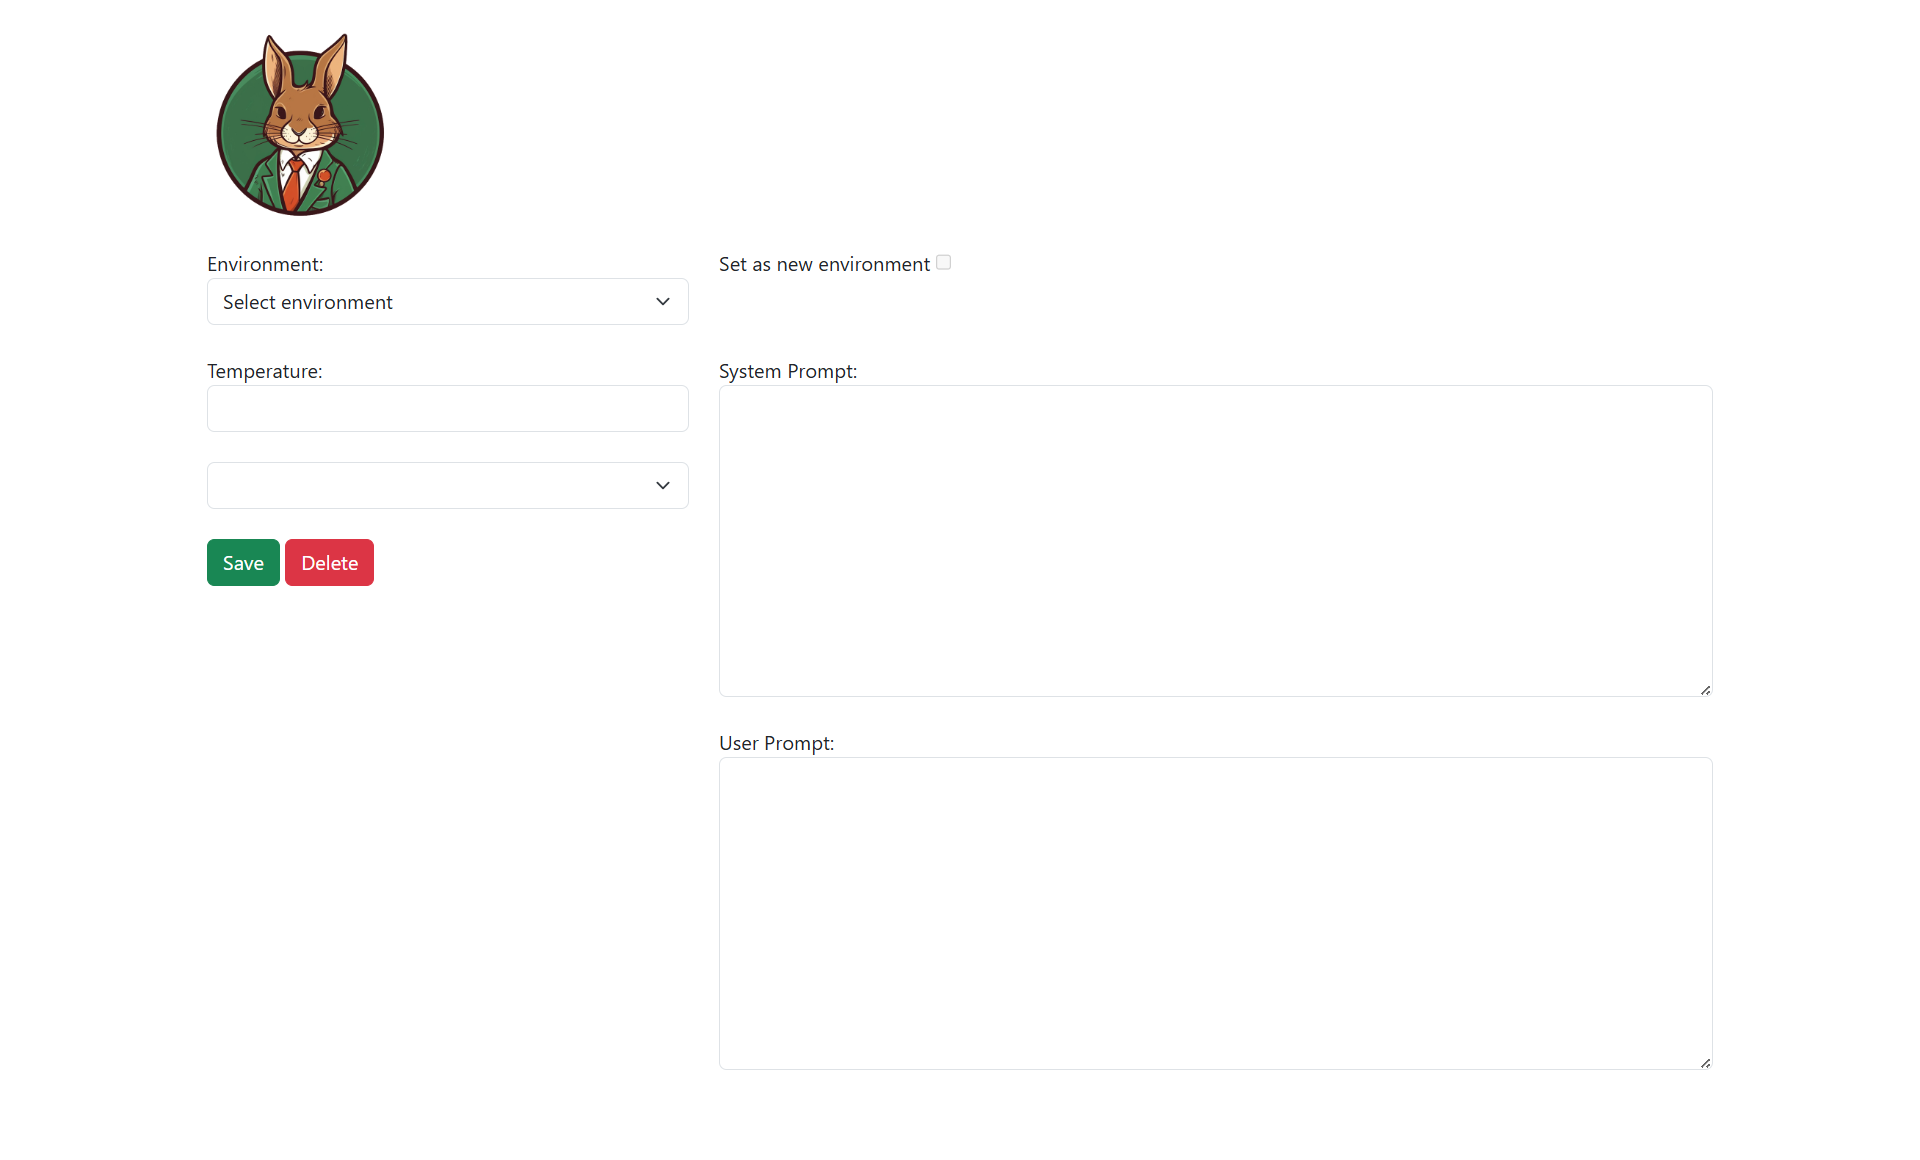 Environment:
Select environment
Set as new environment
Temperature:
System Prompt:
Save
Delete
User Prompt: